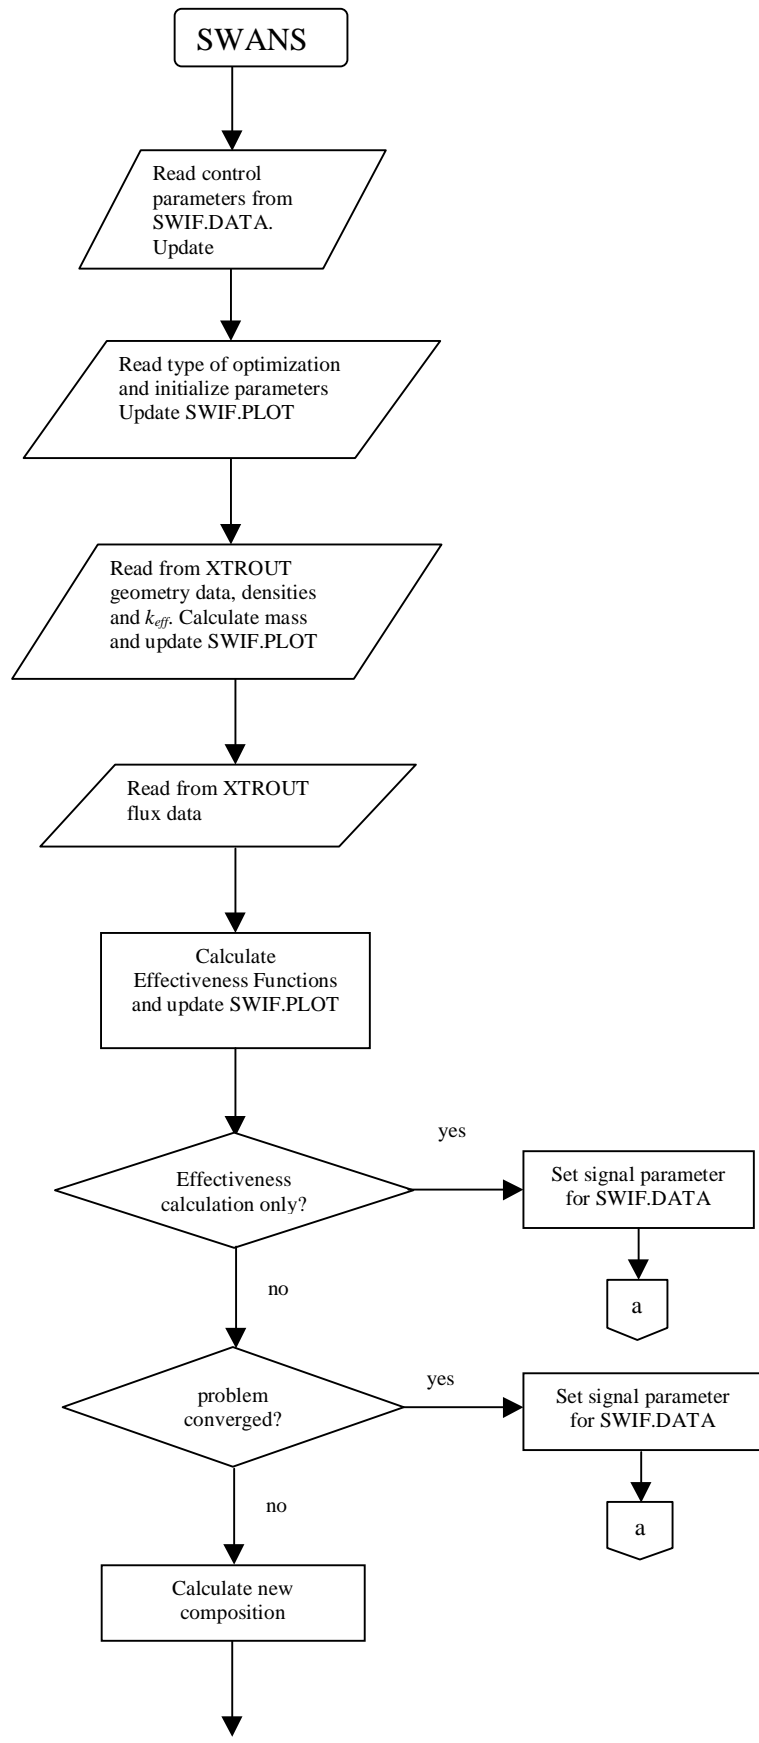 SWANS
Read control
parameters from
SWIF.DATA.
Update
Read type of optimization
and initialize parameters
Update SWIF.PLOT
Read from XTROUT
geometry data, densities
and keff. Calculate mass
and update SWIF.PLOT
Read from XTROUT
flux data
Calculate
Effectiveness Functions
and update SWIF.PLOT
yes
Effectiveness
calculation only?
Set signal parameter
for SWIF.DATA
no
a
yes
problem
converged?
Set signal parameter
for SWIF.DATA
no
a
Calculate new
composition